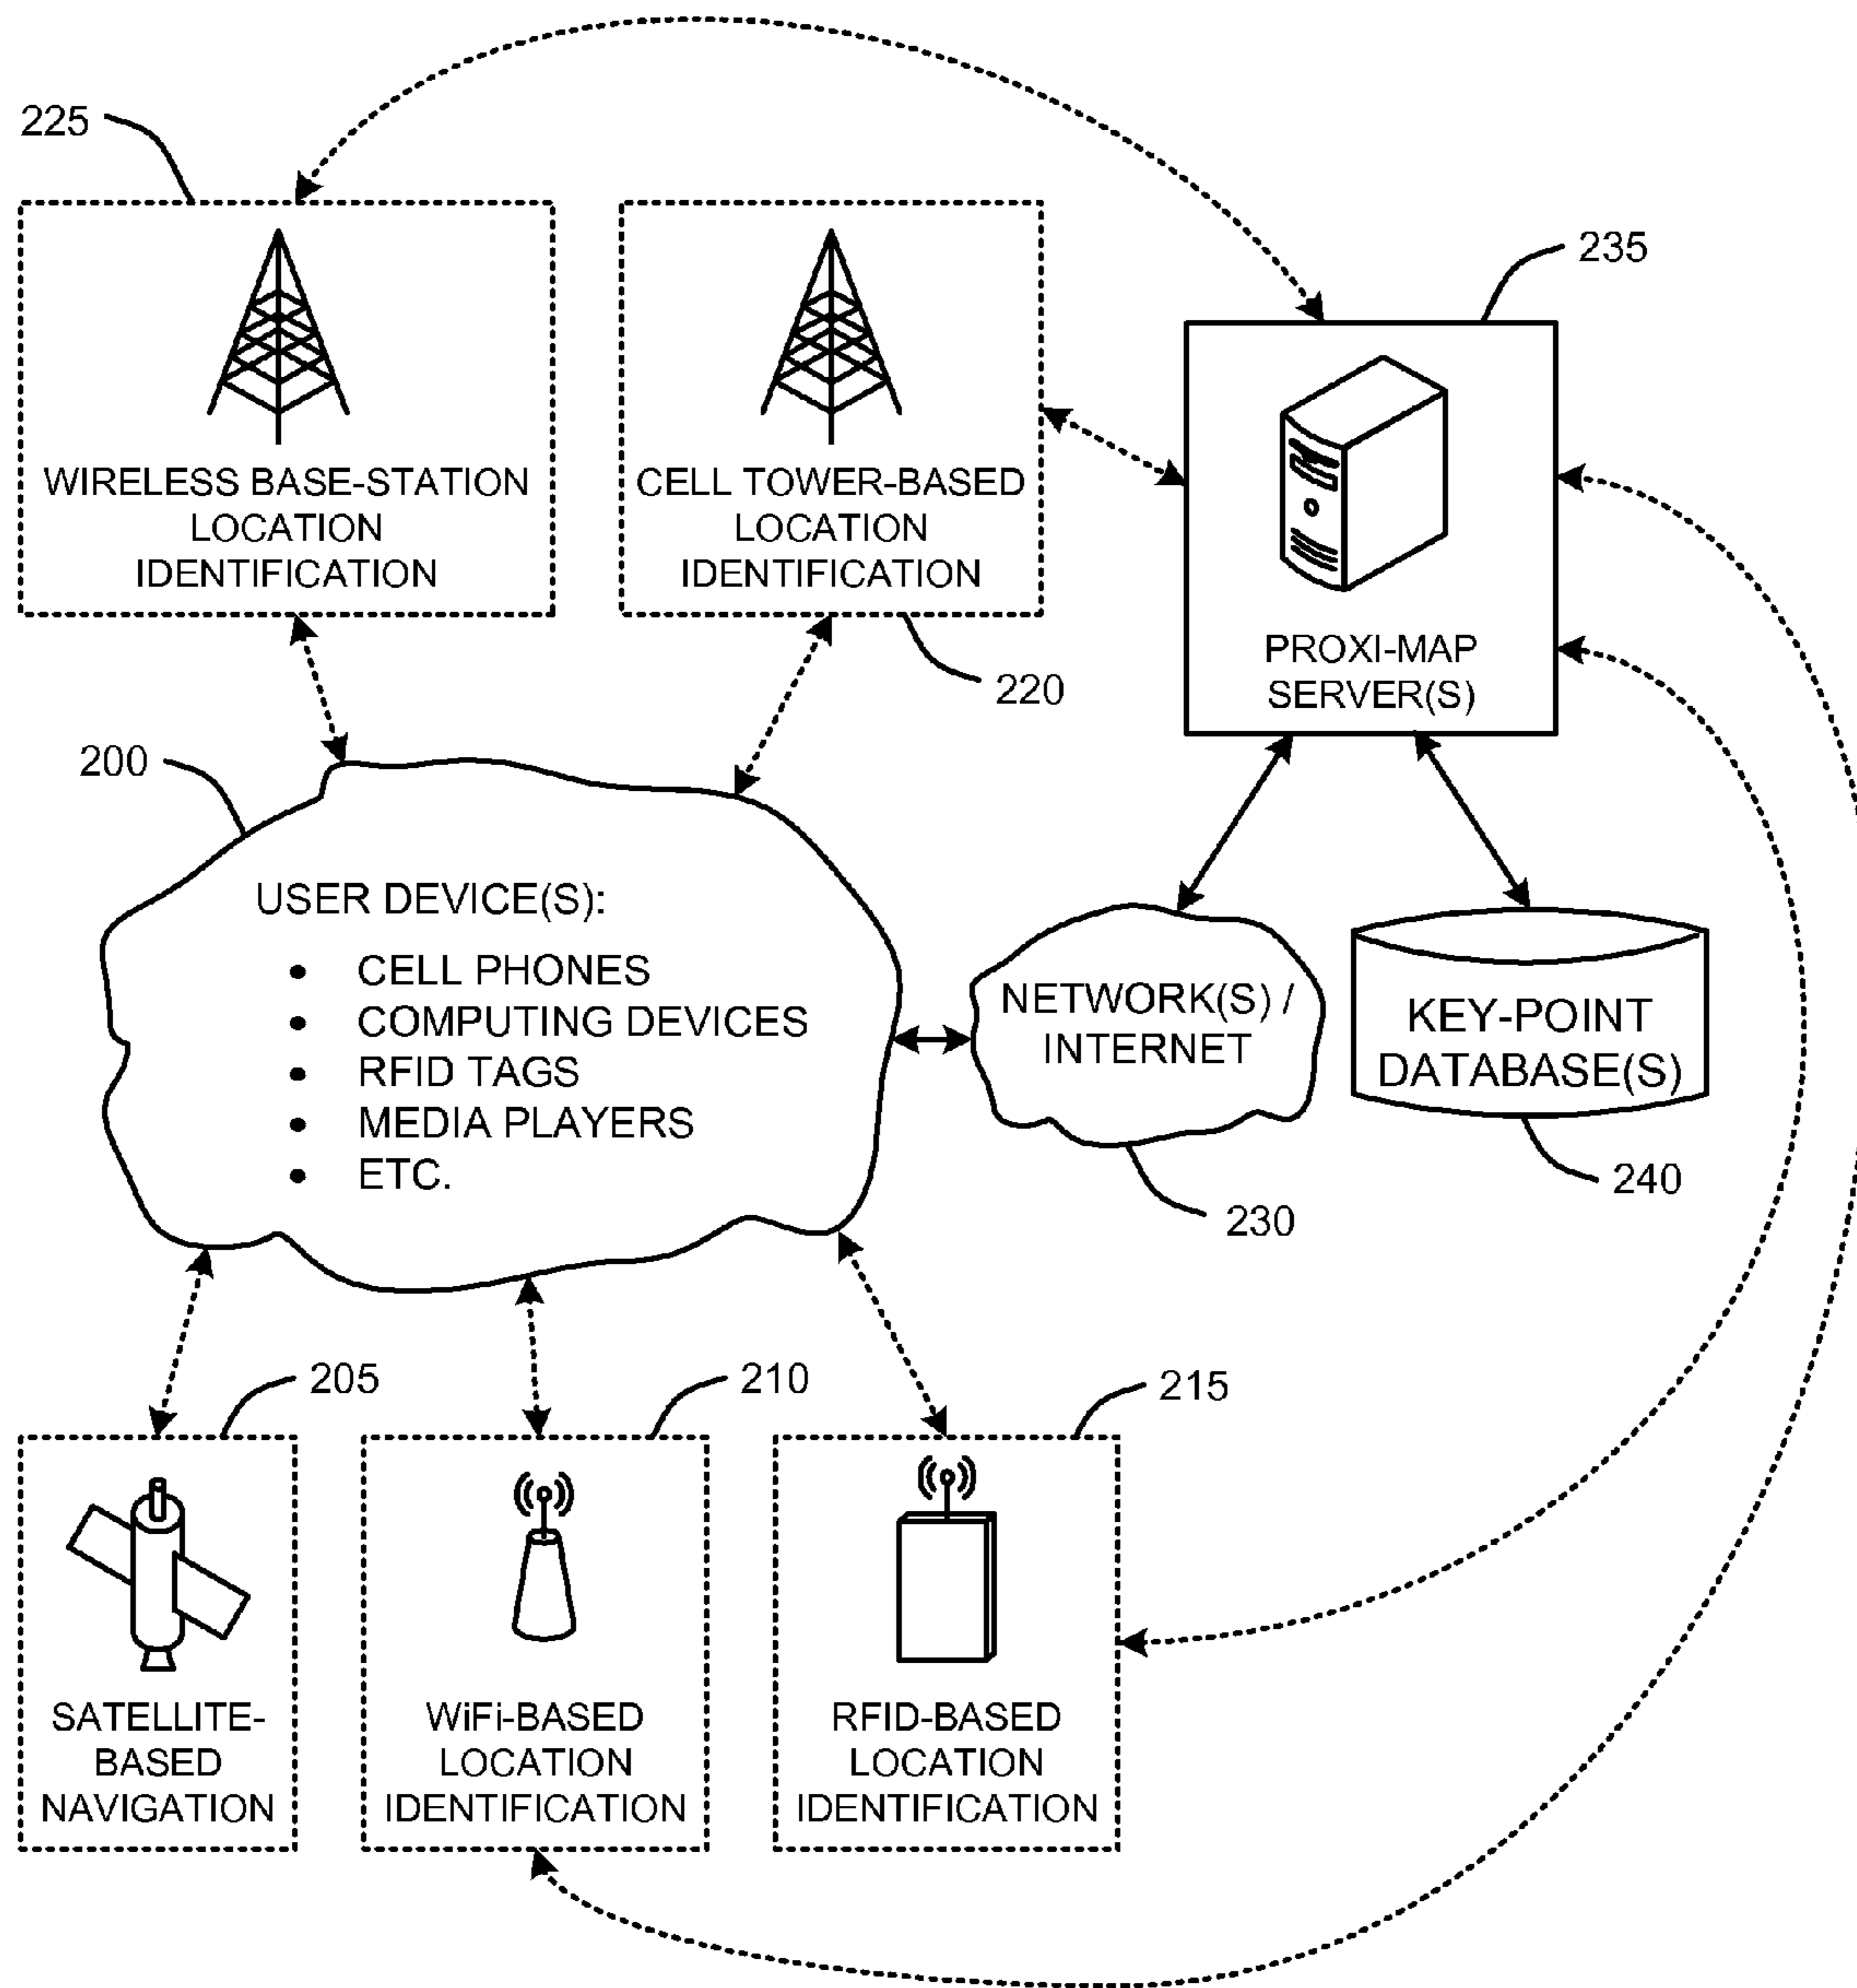 225
235
WIRELESS BASE-STATION
LOCATION
IDENTIFICATION
CELL TOWER-BASED
LOCATION
IDENTIFICATION
PROXI-MAP
SERVER(S)
220
200
USER DEVICE(S):
• CELL PHONES
• COMPUTING DEVICES
• RFID TAGS
• MEDIA PLAYERS
• ETC.
NETWORK(S) /
INTERNET
KEY-POINT
DATABASE(S)
240
230
205
210
215
SATELLITE-
BASED
NAVIGATION
WiFi-BASED
LOCATION
IDENTIFICATION
RFID-BASED
LOCATION
IDENTIFICATION